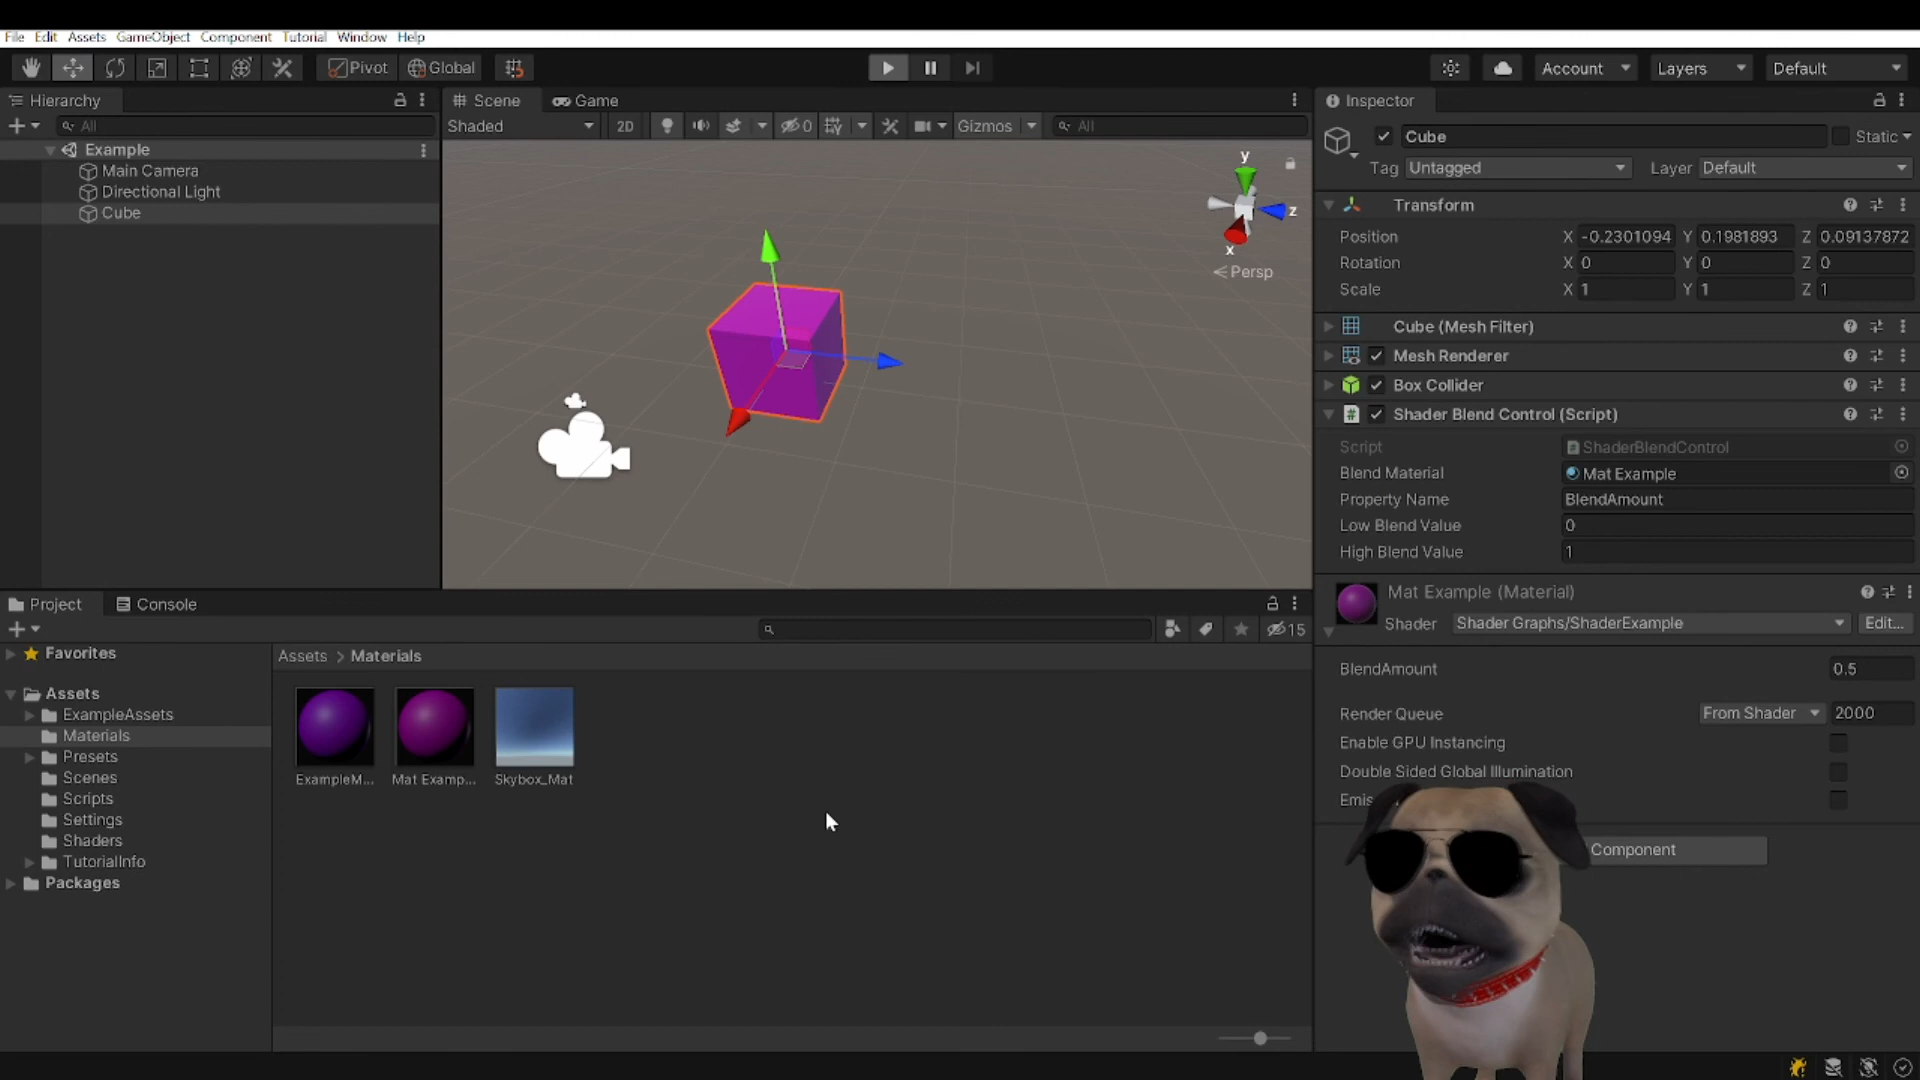 File Edit Assets GameObject Component Tutorial Window Help
Pivot Global Account Layers Default
Hierarchy
All
Example
Main Camera
Directional Light
Cube
Scene Game
Shaded 2D 0 Gizmos All
y
z
x
Persp
Inspector
Cube Static
Tag Untagged Layer Default
Transform
Position X -0.2301094 Y 0.1981893 Z 0.09137872
Rotation X 0 Y 0 Z 0
Scale X 1 Y 1 Z 1
Cube (Mesh Filter)
Mesh Renderer
Box Collider
# Shader Blend Control (Script)
Script ShaderBlendControl
Blend Material Mat Example
Property Name BlendAmount
Low Blend Value 0
High Blend Value 1
Mat Example (Material)
Shader Shader Graphs/ShaderExample Edit...
BlendAmount 0.5
Render Queue From Shader 2000
Enable GPU Instancing
Double Sided Global Illumination
Emis
Component
Project Console
15
Favorites
Assets
ExampleAssets
Materials
Presets
Scenes
Scripts
Settings
Shaders
TutorialInfo
Packages
Assets > Materials
ExampleM... Mat Examp... Skybox_Mat